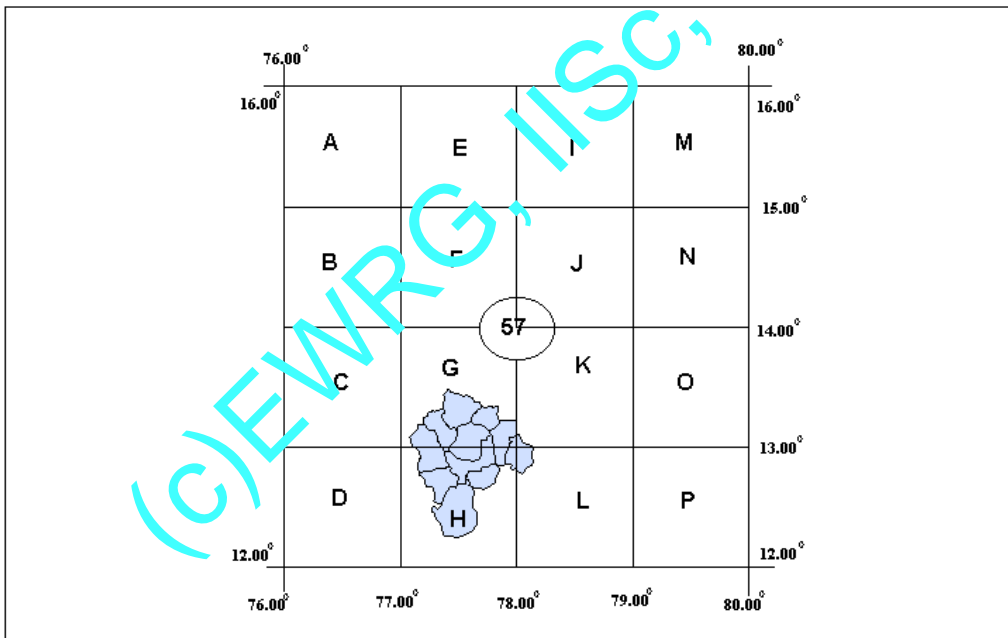 76.00° 80.00°
16.00° 16.00°
A E I M
15.00°
B F J N
57
14.00°
G K
C O
13.00°
D H L P
12.00° 12.00°
76.00° 77.00° 78.00° 79.00° 80.00°
(c)EWRG, IISc,